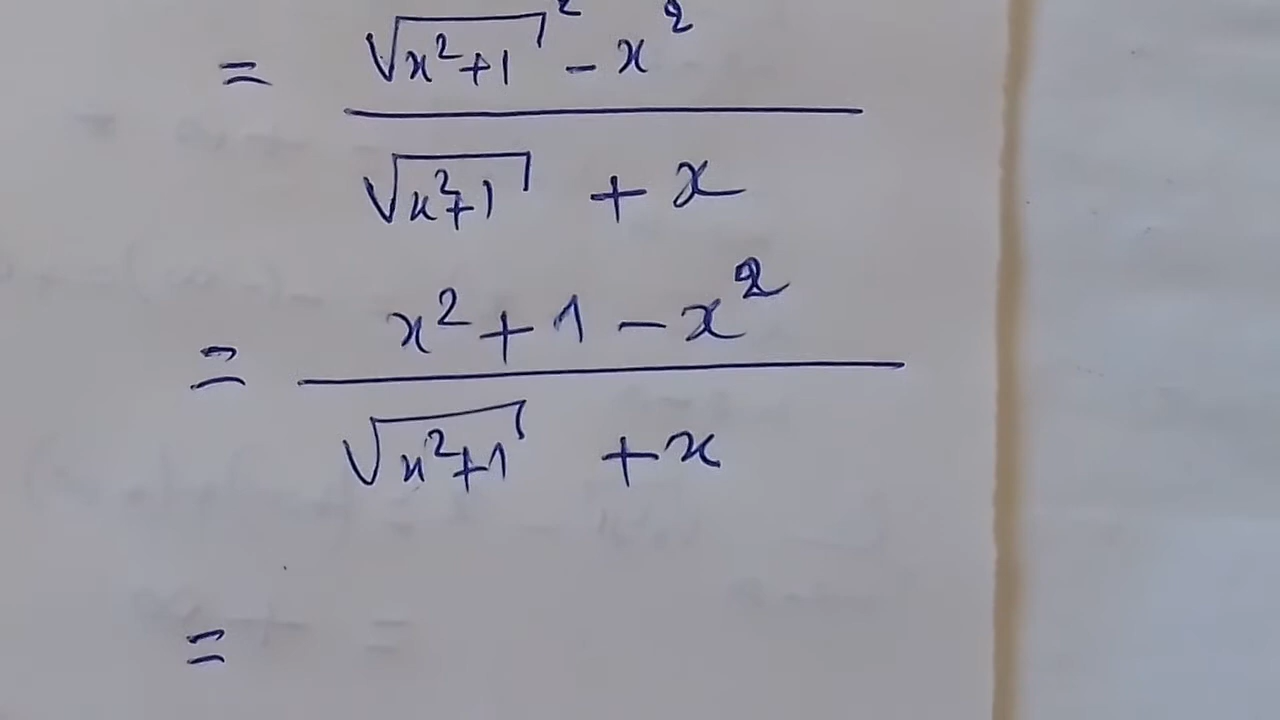 = (√(x²+1)² - x²) / (√(x²+1) + x)
= (x² + 1 - x²) / (√(x²+1) + x)
=